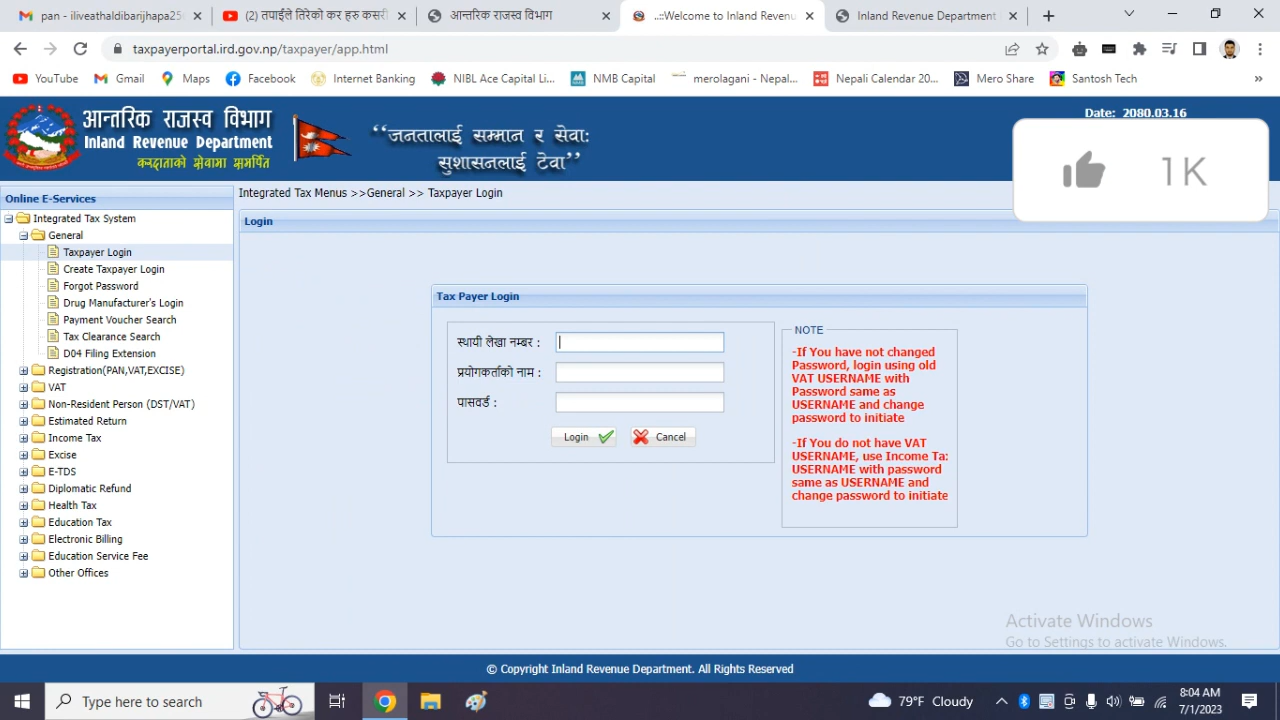 pan - iliveathaldibarijhapa25
(2) तपाईंले तिरेको कर हरु कसरी
आन्तरिक राजस्व विभाग
..::Welcome to Inland Revenu
Inland Revenue Department
taxpayerportal.ird.gov.np/taxpayer/app.html
YouTube
Gmail
Maps
Facebook
Internet Banking
NIBL Ace Capital Li...
NMB Capital
merolagani - Nepal...
Nepali Calendar 20...
Mero Share
Santosh Tech
»
आन्तरिक राजस्व विभाग
Inland Revenue Department
करदाताको सेवामा समर्पित
“जनतालाई सम्मान र सेवा:
सुशासनलाई टेवा”
Date: 2080.03.16
1K
Online E-Services
Integrated Tax Menus >>General >> Taxpayer Login
Integrated Tax System
General
Taxpayer Login
Create Taxpayer Login
Forgot Password
Drug Manufacturer's Login
Payment Voucher Search
Tax Clearance Search
D04 Filing Extension
Registration(PAN,VAT,EXCISE)
VAT
Non-Resident Person (DST/VAT)
Estimated Return
Income Tax
Excise
E-TDS
Diplomatic Refund
Health Tax
Education Tax
Electronic Billing
Education Service Fee
Other Offices
Login
Tax Payer Login
स्थायी लेखा नम्बर :
प्रयोगकर्ताको नाम :
पासवर्ड :
Login
Cancel
NOTE
-If You have not changed
Password, login using old
VAT USERNAME with
Password same as
USERNAME and change
password to initiate
-If You do not have VAT
USERNAME, use Income Ta:
USERNAME with password
same as USERNAME and
change password to initiate
Activate Windows
Go to Settings to activate Windows.
© Copyright Inland Revenue Department. All Rights Reserved
Type here to search
79°F Cloudy
8:04 AM
7/1/2023